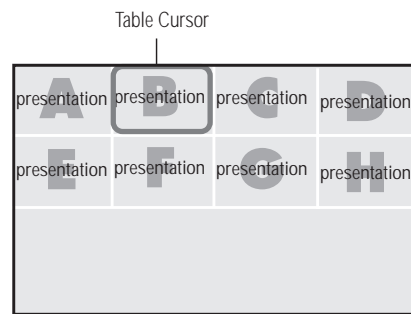 Table Cursor
A B C D
presentation presentation presentation presentation
E F G H
presentation presentation presentation presentation